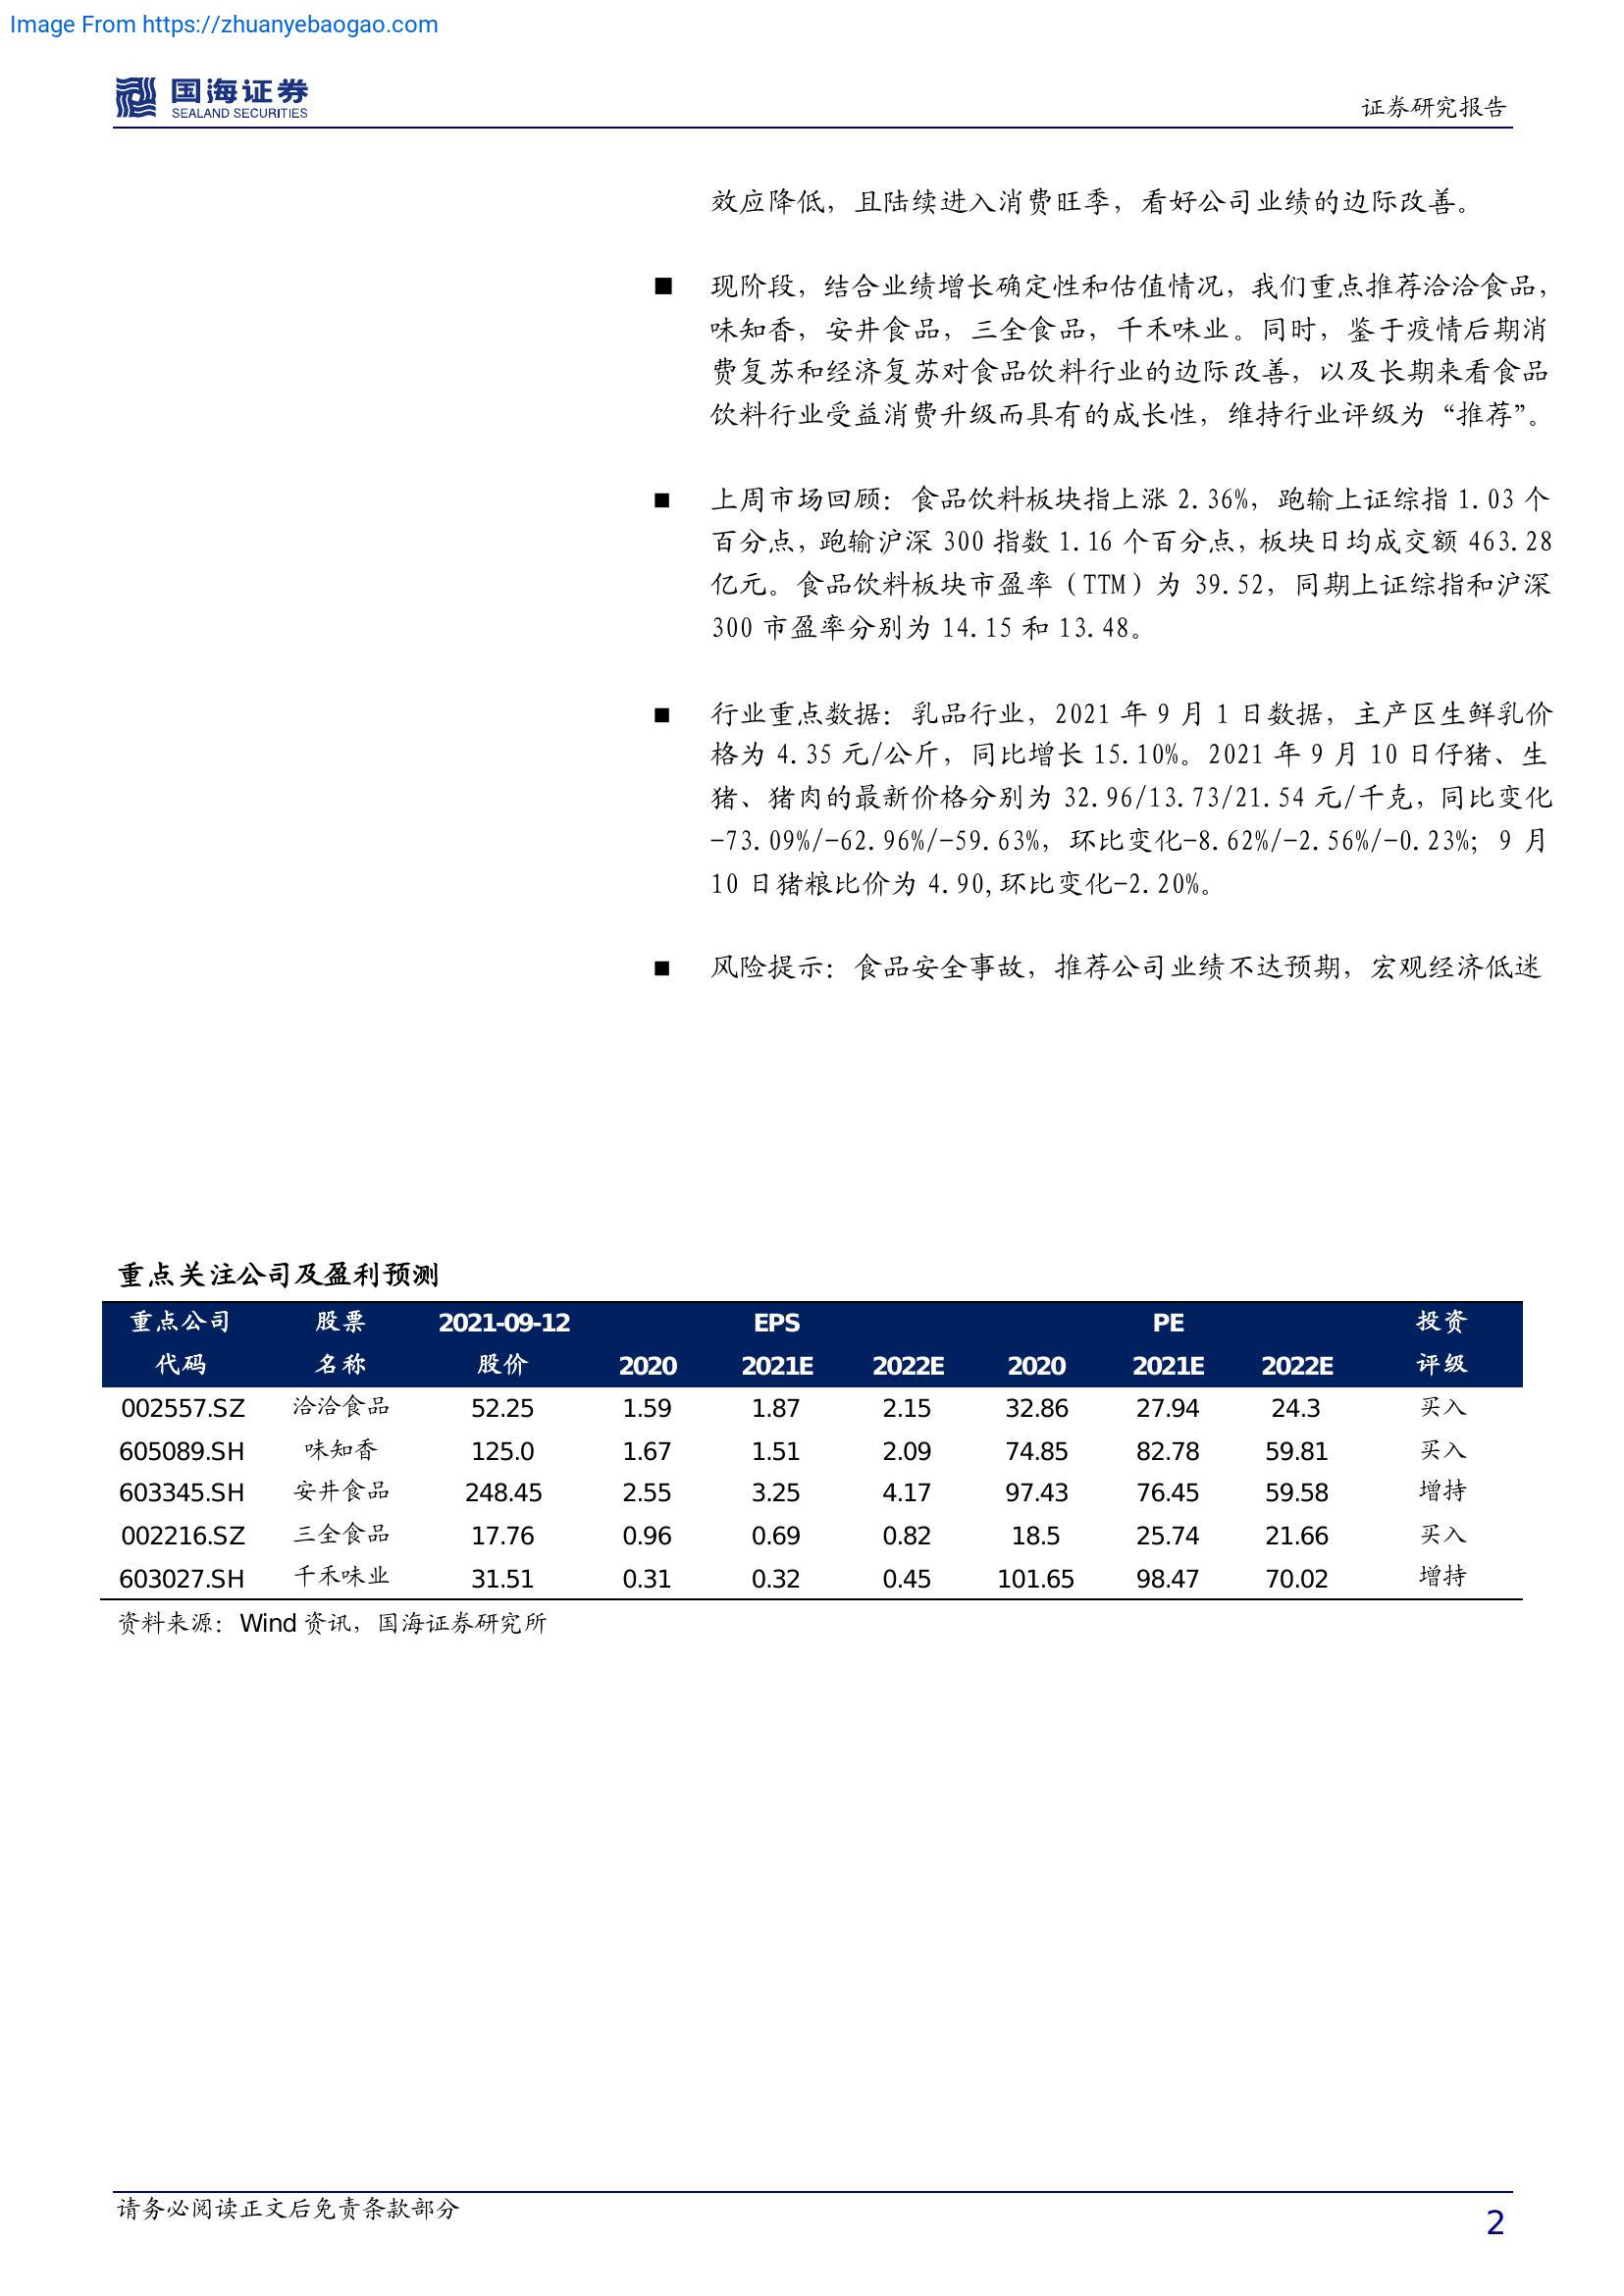 Image From https://zhuanyebaogao.com
国海证券
SEALAND SECURITIES
证券研究报告
效应降低，且陆续进入消费旺季，看好公司业绩的边际改善。
■ 现阶段，结合业绩增长确定性和估值情况，我们重点推荐洽洽食品，
味知香，安井食品，三全食品，千禾味业。同时，鉴于疫情后期消
费复苏和经济复苏对食品饮料行业的边际改善，以及长期来看食品
饮料行业受益消费升级而具有的成长性，维持行业评级为“推荐”。
■ 上周市场回顾：食品饮料板块指上涨 2.36%，跑输上证综指 1.03 个
百分点，跑输沪深 300 指数 1.16 个百分点，板块日均成交额 463.28
亿元。食品饮料板块市盈率（TTM）为 39.52，同期上证综指和沪深
300 市盈率分别为 14.15 和 13.48。
■ 行业重点数据：乳品行业，2021 年 9 月 1 日数据，主产区生鲜乳价
格为 4.35 元/公斤，同比增长 15.10%。2021 年 9 月 10 日仔猪、生
猪、猪肉的最新价格分别为 32.96/13.73/21.54 元/千克，同比变化
-73.09%/-62.96%/-59.63%，环比变化-8.62%/-2.56%/-0.23%；9 月
10 日猪粮比价为 4.90,环比变化-2.20%。
■ 风险提示：食品安全事故，推荐公司业绩不达预期，宏观经济低迷
重点关注公司及盈利预测
重点公司 股票 2021-09-12 EPS PE 投资
代码 名称 股价 2020 2021E 2022E 2020 2021E 2022E 评级
002557.SZ 洽洽食品 52.25 1.59 1.87 2.15 32.86 27.94 24.3 买入
605089.SH 味知香 125.0 1.67 1.51 2.09 74.85 82.78 59.81 买入
603345.SH 安井食品 248.45 2.55 3.25 4.17 97.43 76.45 59.58 增持
002216.SZ 三全食品 17.76 0.96 0.69 0.82 18.5 25.74 21.66 买入
603027.SH 千禾味业 31.51 0.31 0.32 0.45 101.65 98.47 70.02 增持
资料来源：Wind 资讯，国海证券研究所
请务必阅读正文后免责条款部分
2